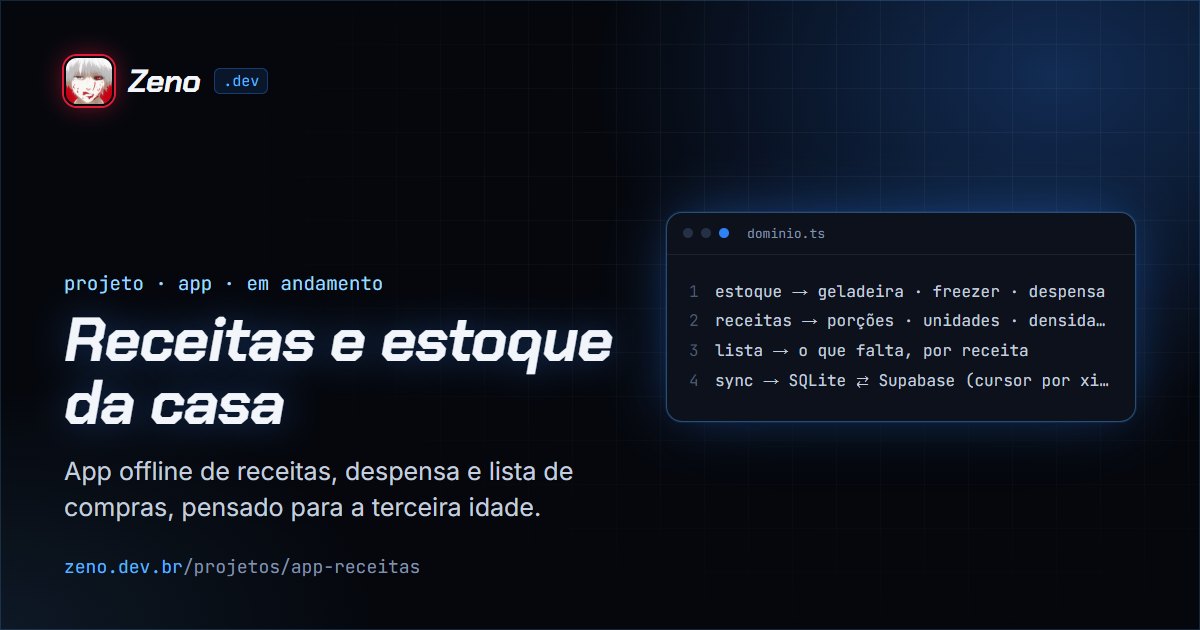 Zeno .dev
projeto · app · em andamento
Receitas e estoque
da casa
App offline de receitas, despensa e lista de
compras, pensado para a terceira idade.
zeno.dev.br/projetos/app-receitas
dominio.ts
1 estoque → geladeira · freezer · despensa
2 receitas → porções · unidades · densida…
3 lista → o que falta, por receita
4 sync → SQLite ⇄ Supabase (cursor por xi…